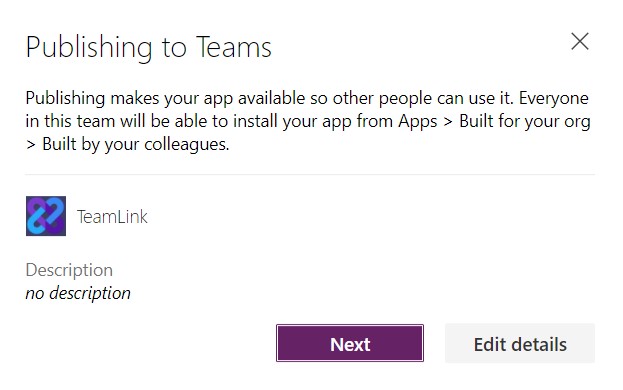 Publishing to Teams
Publishing makes your app available so other people can use it. Everyone
in this team will be able to install your app from Apps > Built for your org
> Built by your colleagues.
TeamLink
Description
no description
Next
Edit details